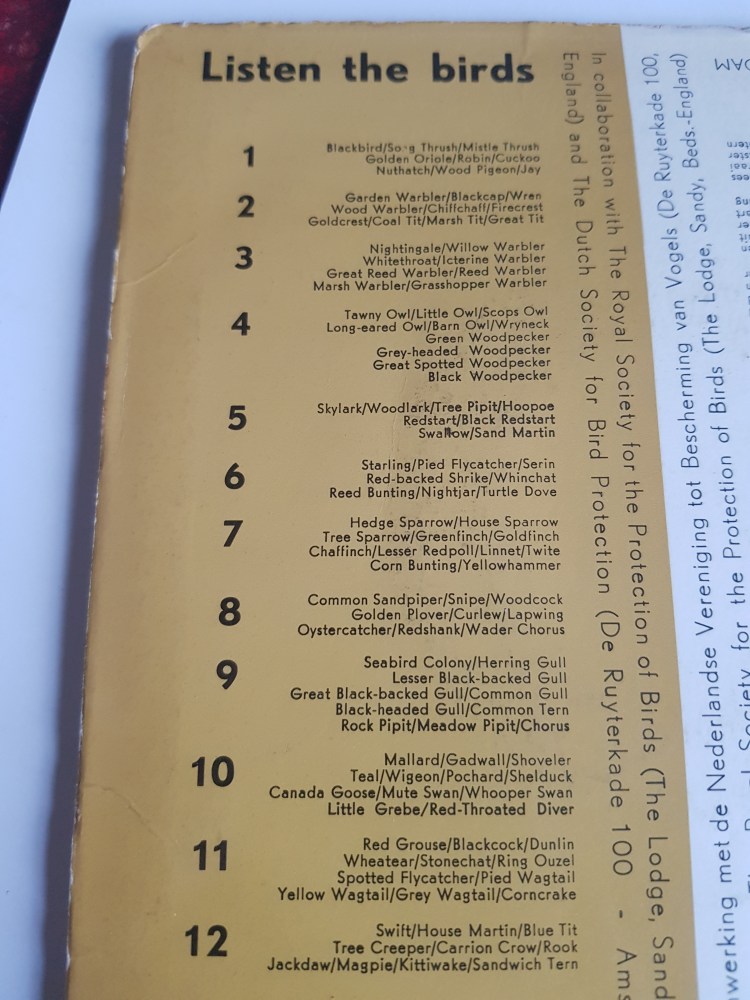 Listen the birds
1
Blackbird/Song Thrush/Mistle Thrush
Golden Oriole/Robin/Cuckoo
Nuthatch/Wood Pigeon/Jay
2
Garden Warbler/Blackcap/Wren
Wood Warbler/Chiffchaff/Firecrest
Goldcrest/Coal Tit/Marsh Tit/Great Tit
3
Nightingale/Willow Warbler
Whitethroat/Icterine Warbler
Great Reed Warbler/Reed Warbler
Marsh Warbler/Grasshopper Warbler
4
Tawny Owl/Little Owl/Scops Owl
Long-eared Owl/Barn Owl/Wryneck
Green Woodpecker
Grey-headed Woodpecker
Great Spotted Woodpecker
Black Woodpecker
5
Skylark/Woodlark/Tree Pipit/Hoopoe
Redstart/Black Redstart
Swallow/Sand Martin
6
Starling/Pied Flycatcher/Serin
Red-backed Shrike/Whinchat
Reed Bunting/Nightjar/Turtle Dove
7
Hedge Sparrow/House Sparrow
Tree Sparrow/Greenfinch/Goldfinch
Chaffinch/Lesser Redpoll/Linnet/Twite
Corn Bunting/Yellowhammer
8
Common Sandpiper/Snipe/Woodcock
Golden Plover/Curlew/Lapwing
Oystercatcher/Redshank/Wader Chorus
9
Seabird Colony/Herring Gull
Lesser Black-backed Gull
Great Black-backed Gull/Common Gull
Black-headed Gull/Common Tern
Rock Pipit/Meadow Pipit/Chorus
10
Mallard/Gadwall/Shoveler
Teal/Wigeon/Pochard/Shelduck
Canada Goose/Mute Swan/Whooper Swan
Little Grebe/Red-Throated Diver
11
Red Grouse/Blackcock/Dunlin
Wheatear/Stonechat/Ring Ouzel
Spotted Flycatcher/Pied Wagtail
Yellow Wagtail/Grey Wagtail/Corncrake
12
Swift/House Martin/Blue Tit
Tree Creeper/Carrion Crow/Rook
Jackdaw/Magpie/Kittiwake/Sandwich Tern
In collaboration with The Royal Society for the Protection of Birds (The Lodge, Sand
England) and The Dutch Society for Bird Protection (De Ruyterkade 100 - Ams
werking met de Nederlandse Vereniging tot Bescherming van Vogels (De Ruyterkade 100,
Society for the Protection of Birds (The Lodge, Sandy, Beds.-England)
DAM